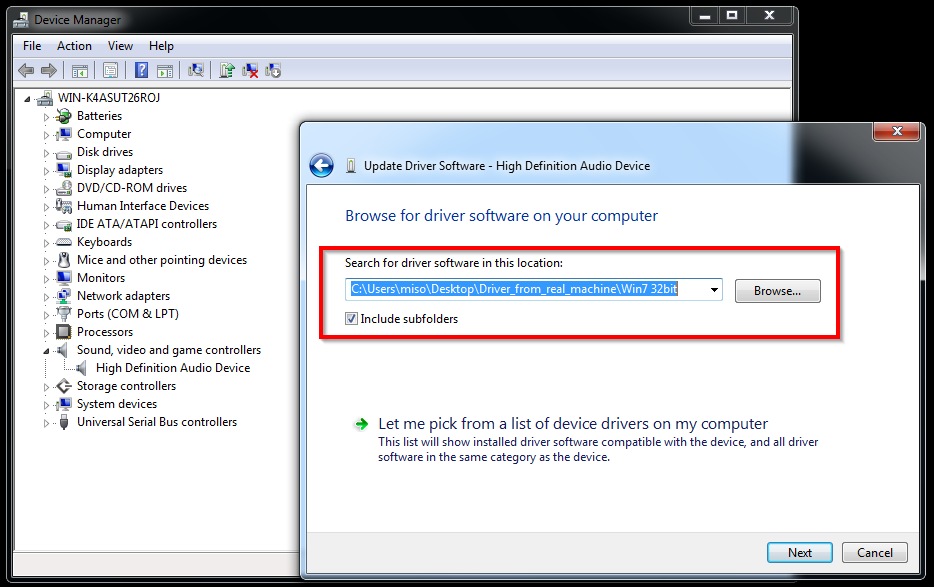 Device Manager
File Action View Help
WIN-K4ASUT26ROJ
Batteries
Computer
Disk drives
Display adapters
DVD/CD-ROM drives
Human Interface Devices
IDE ATA/ATAPI controllers
Keyboards
Mice and other pointing devices
Monitors
Network adapters
Ports (COM & LPT)
Processors
Sound, video and game controllers
High Definition Audio Device
Storage controllers
System devices
Universal Serial Bus controllers
Update Driver Software - High Definition Audio Device
Browse for driver software on your computer
Search for driver software in this location:
C:\Users\miso\Desktop\Driver_from_real_machine\Win7 32bit
Browse...
Include subfolders
Let me pick from a list of device drivers on my computer
This list will show installed driver software compatible with the device, and all driver
software in the same category as the device.
Next Cancel